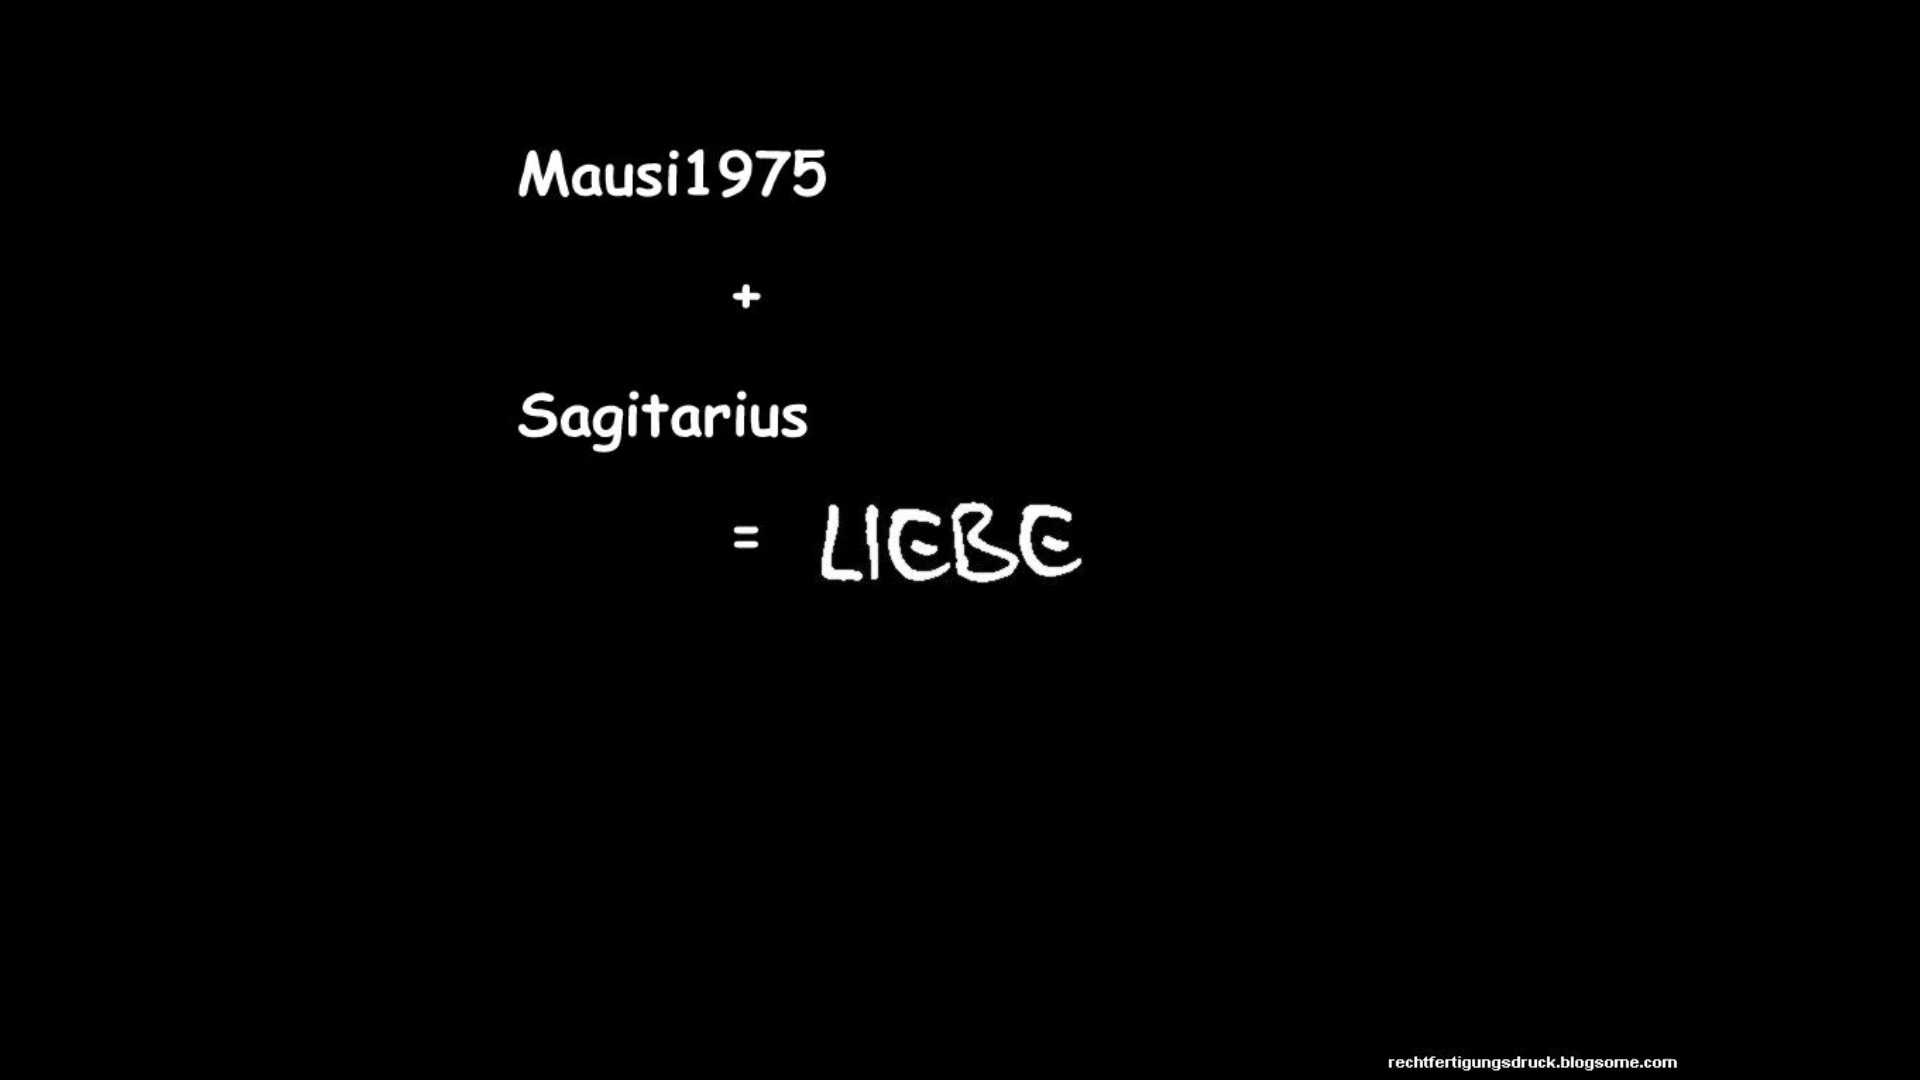 Mausi1975
+
Sagitarius
= LIEBE
rechtfertigungsdruck.blogsome.com